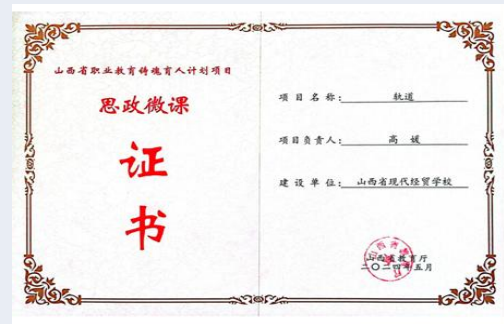 山西省职业教育铸魂育人计划项目
思政微课
证
书
项目名称：轨道
项目负责人：高媛
建设单位：山西省现代经贸学校
山西省教育厅
二〇二四年五月